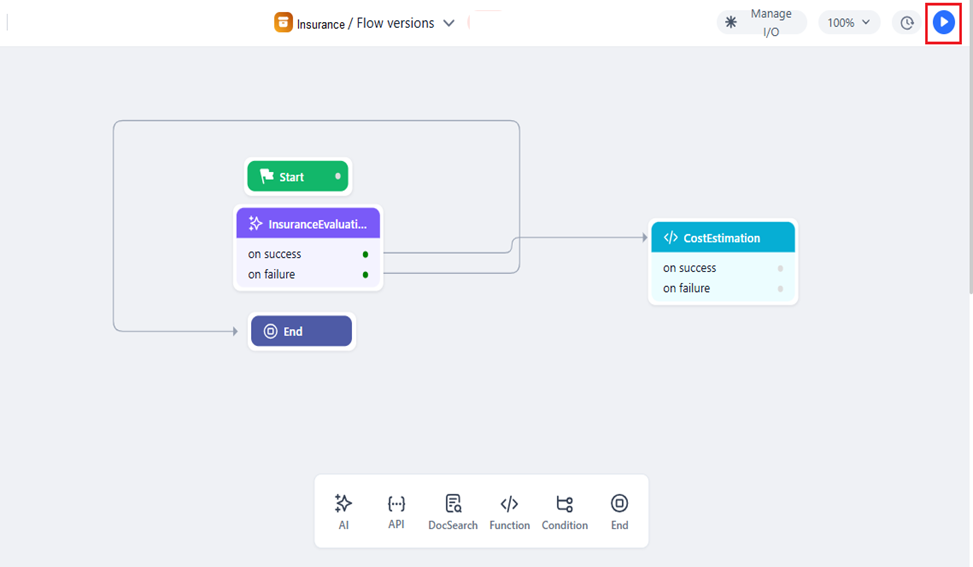 Insurance / Flow versions
Manage
I/O
100%
Start
InsuranceEvaluati...
on success
on failure
End
CostEstimation
on success
on failure
AI
API
DocSearch
Function
Condition
End